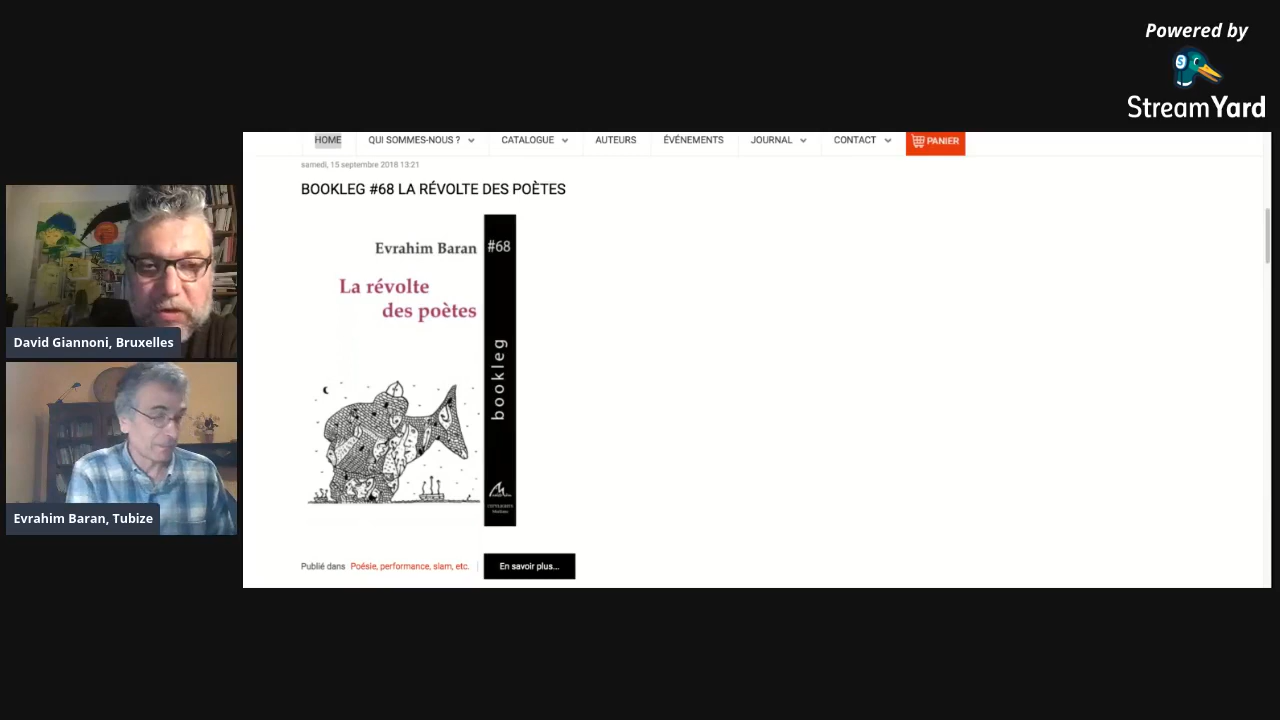 Powered by
StreamYard
HOME QUI SOMMES-NOUS ? CATALOGUE AUTEURS ÉVÉNEMENTS JOURNAL CONTACT PANIER
samedi, 15 septembre 2018 13:21
BOOKLEG #68 LA RÉVOLTE DES POÈTES
Evrahim Baran
#68
La révolte
des poètes
bookleg
David Giannoni, Bruxelles
Evrahim Baran, Tubize
Publié dans Poésie, performance, slam, etc.
En savoir plus...